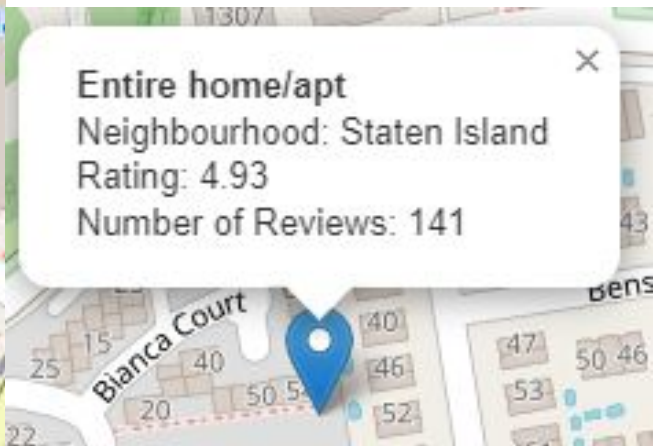 1307
Entire home/apt
Neighbourhood: Staten Island
Rating: 4.93
Number of Reviews: 141
43
Bens
Bianca Court
40
15
47
50 46
25
40
46
50
53
20
52
22